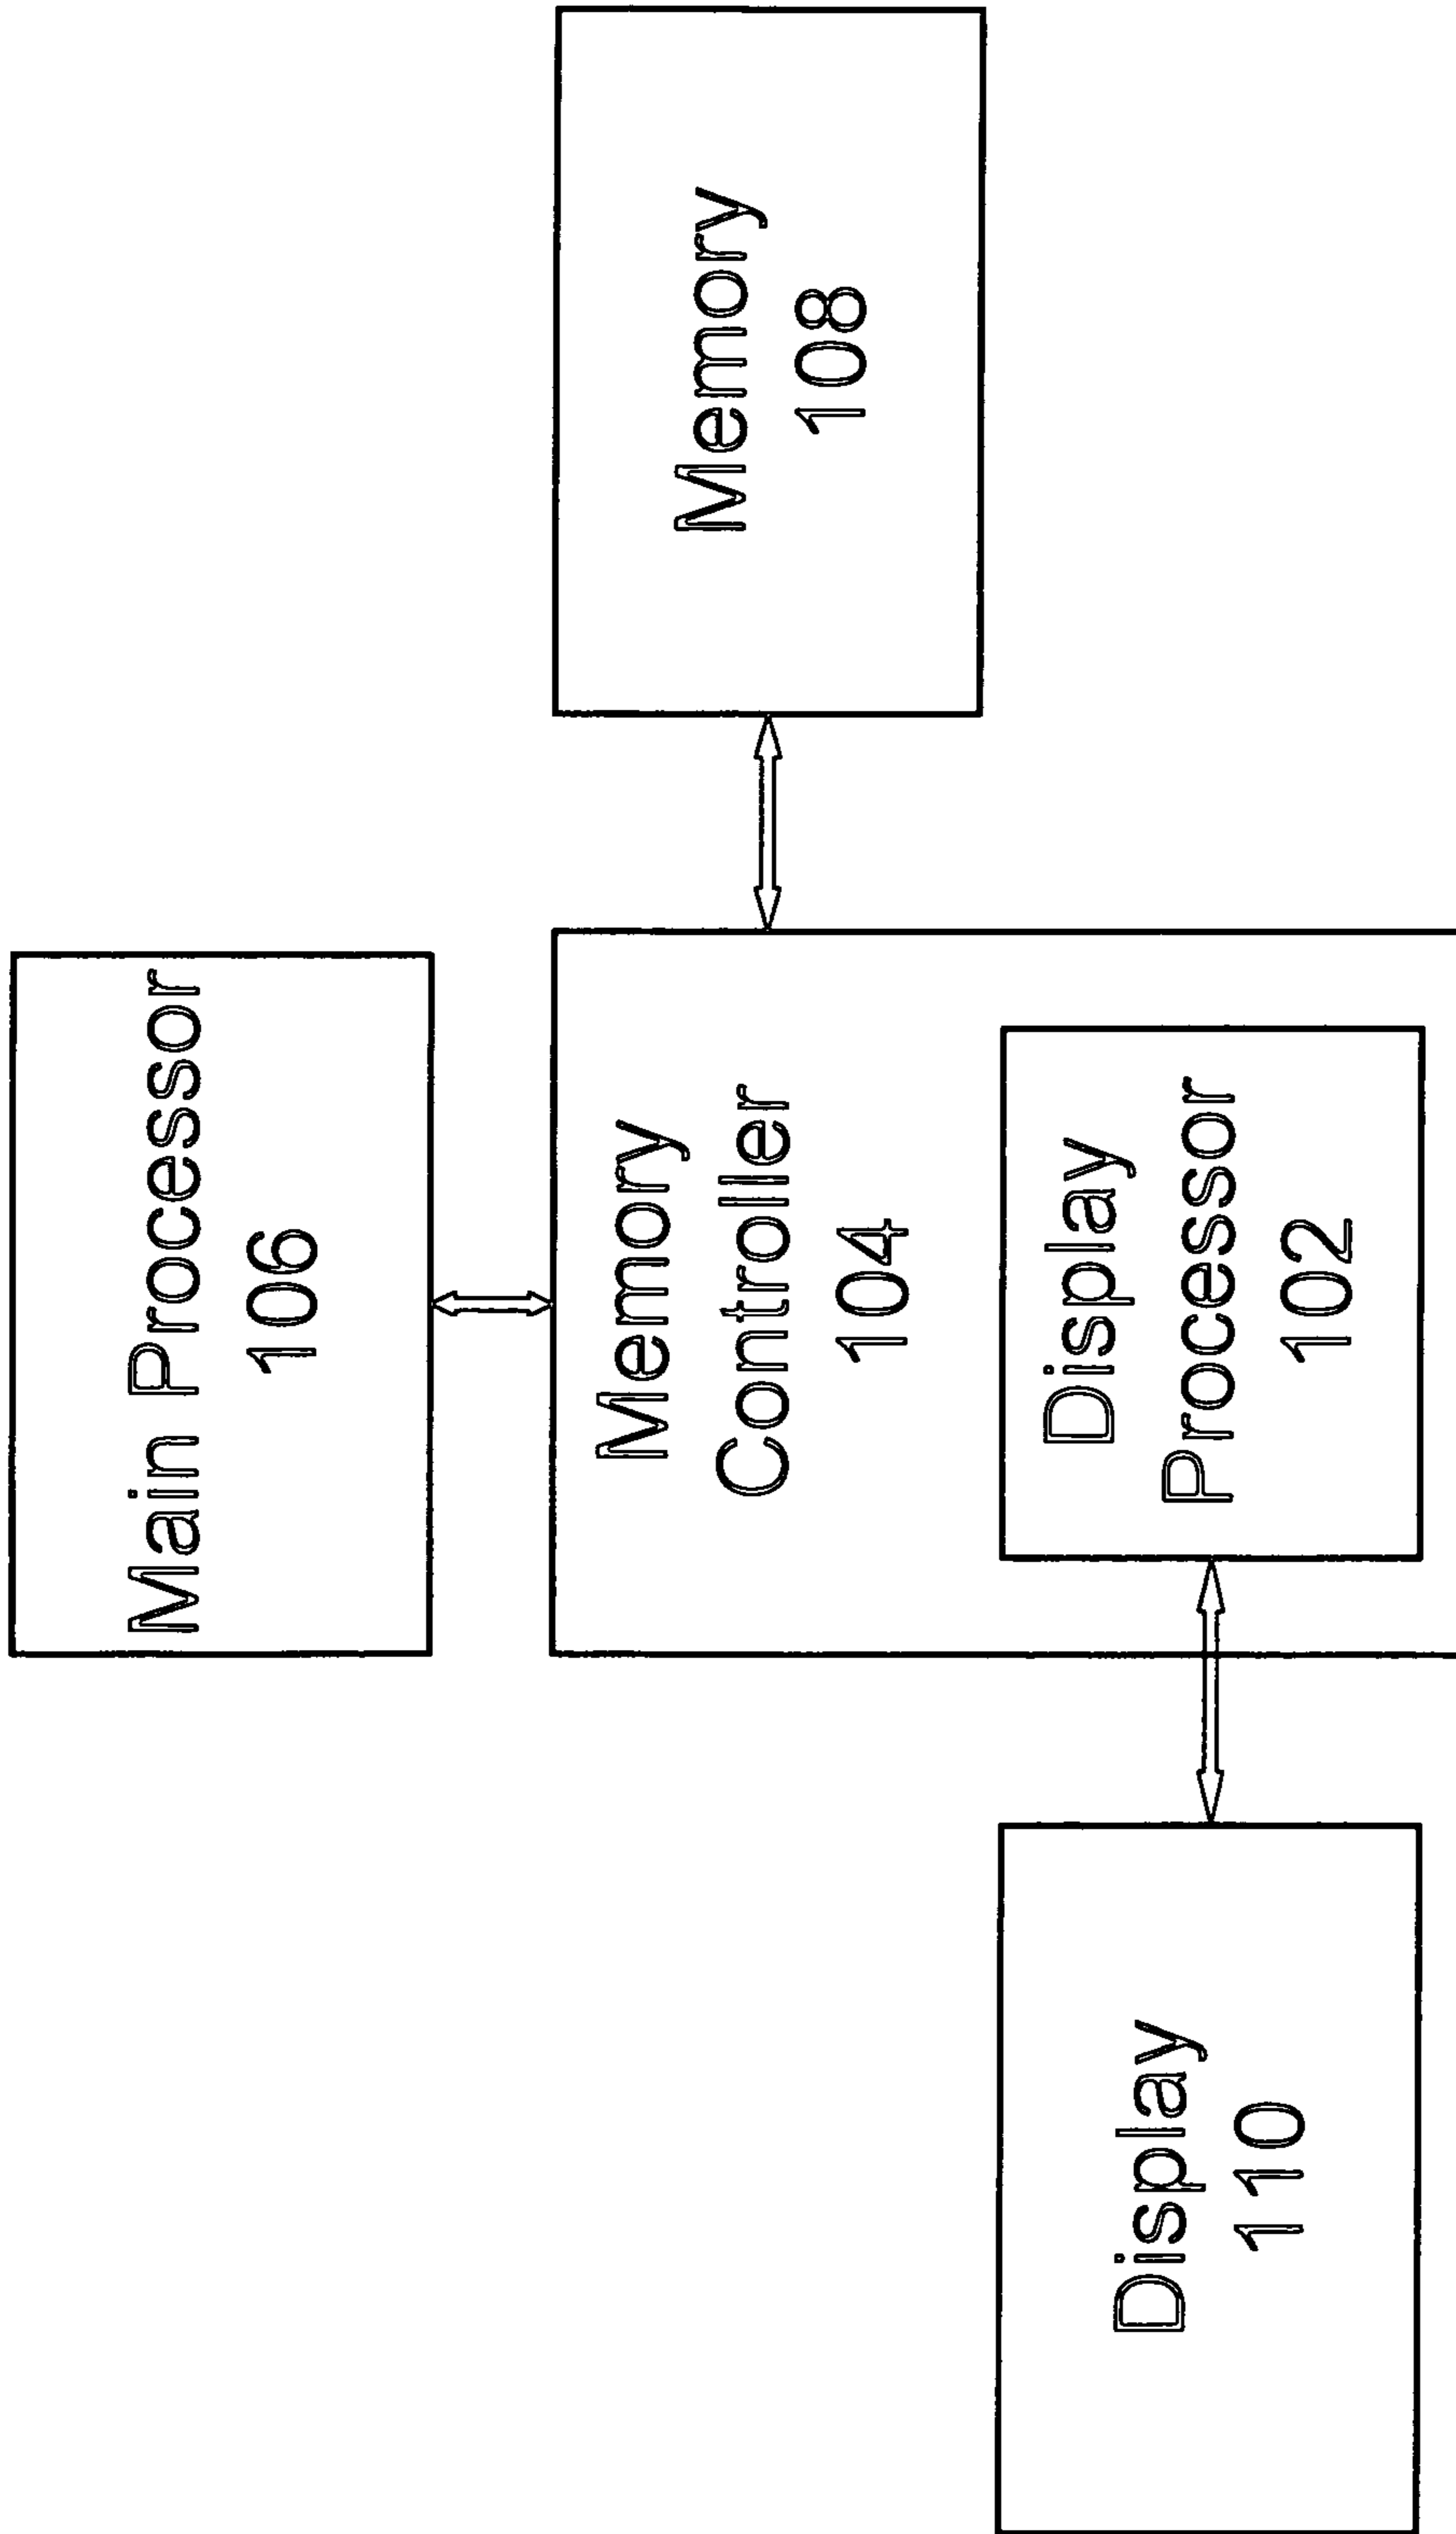 Main Processor
106
Display
110
Memory
Controller
104
Display
Processor
102
Memory
108